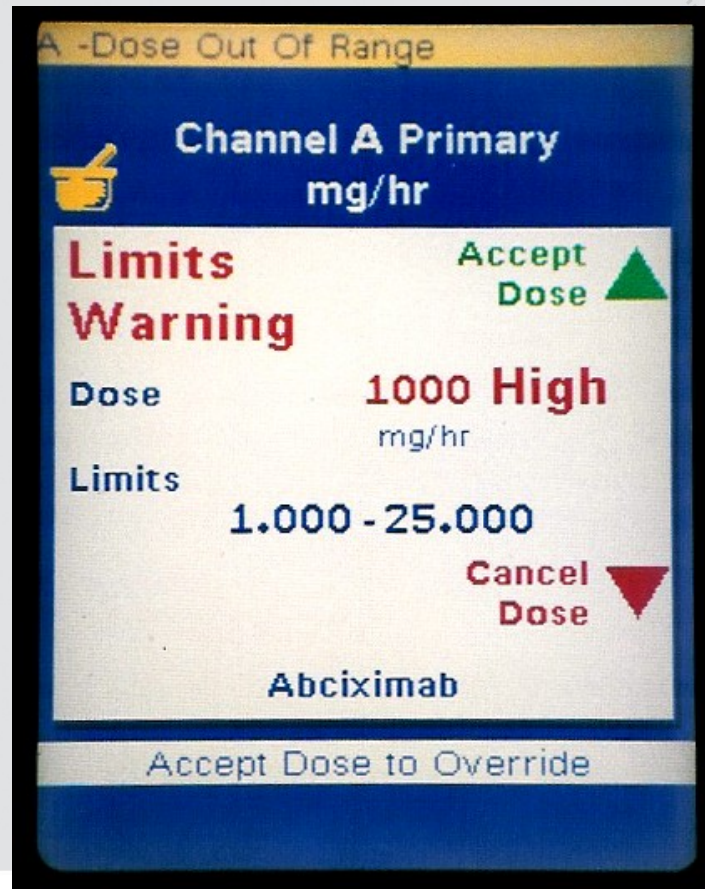 A -Dose Out Of Range
Channel A Primary
mg/hr
Limits
Warning
Accept
Dose
Dose
1000 High
mg/hr
Limits
1.000 - 25.000
Cancel
Dose
Abciximab
Accept Dose to Override